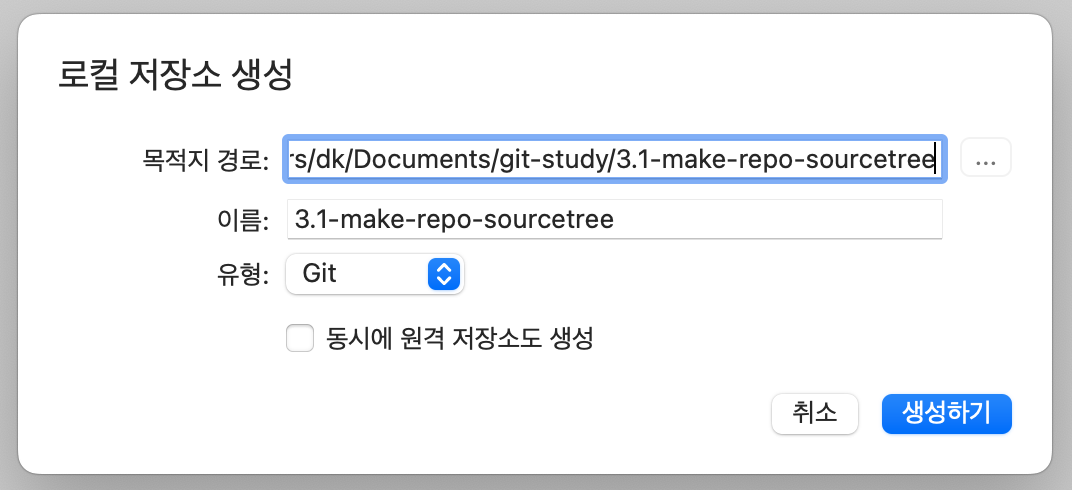 로컬 저장소 생성
목적지 경로: rs/dk/Documents/git-study/3.1-make-repo-sourcetree ...
이름: 3.1-make-repo-sourcetree
유형: Git
동시에 원격 저장소도 생성
취소 생성하기